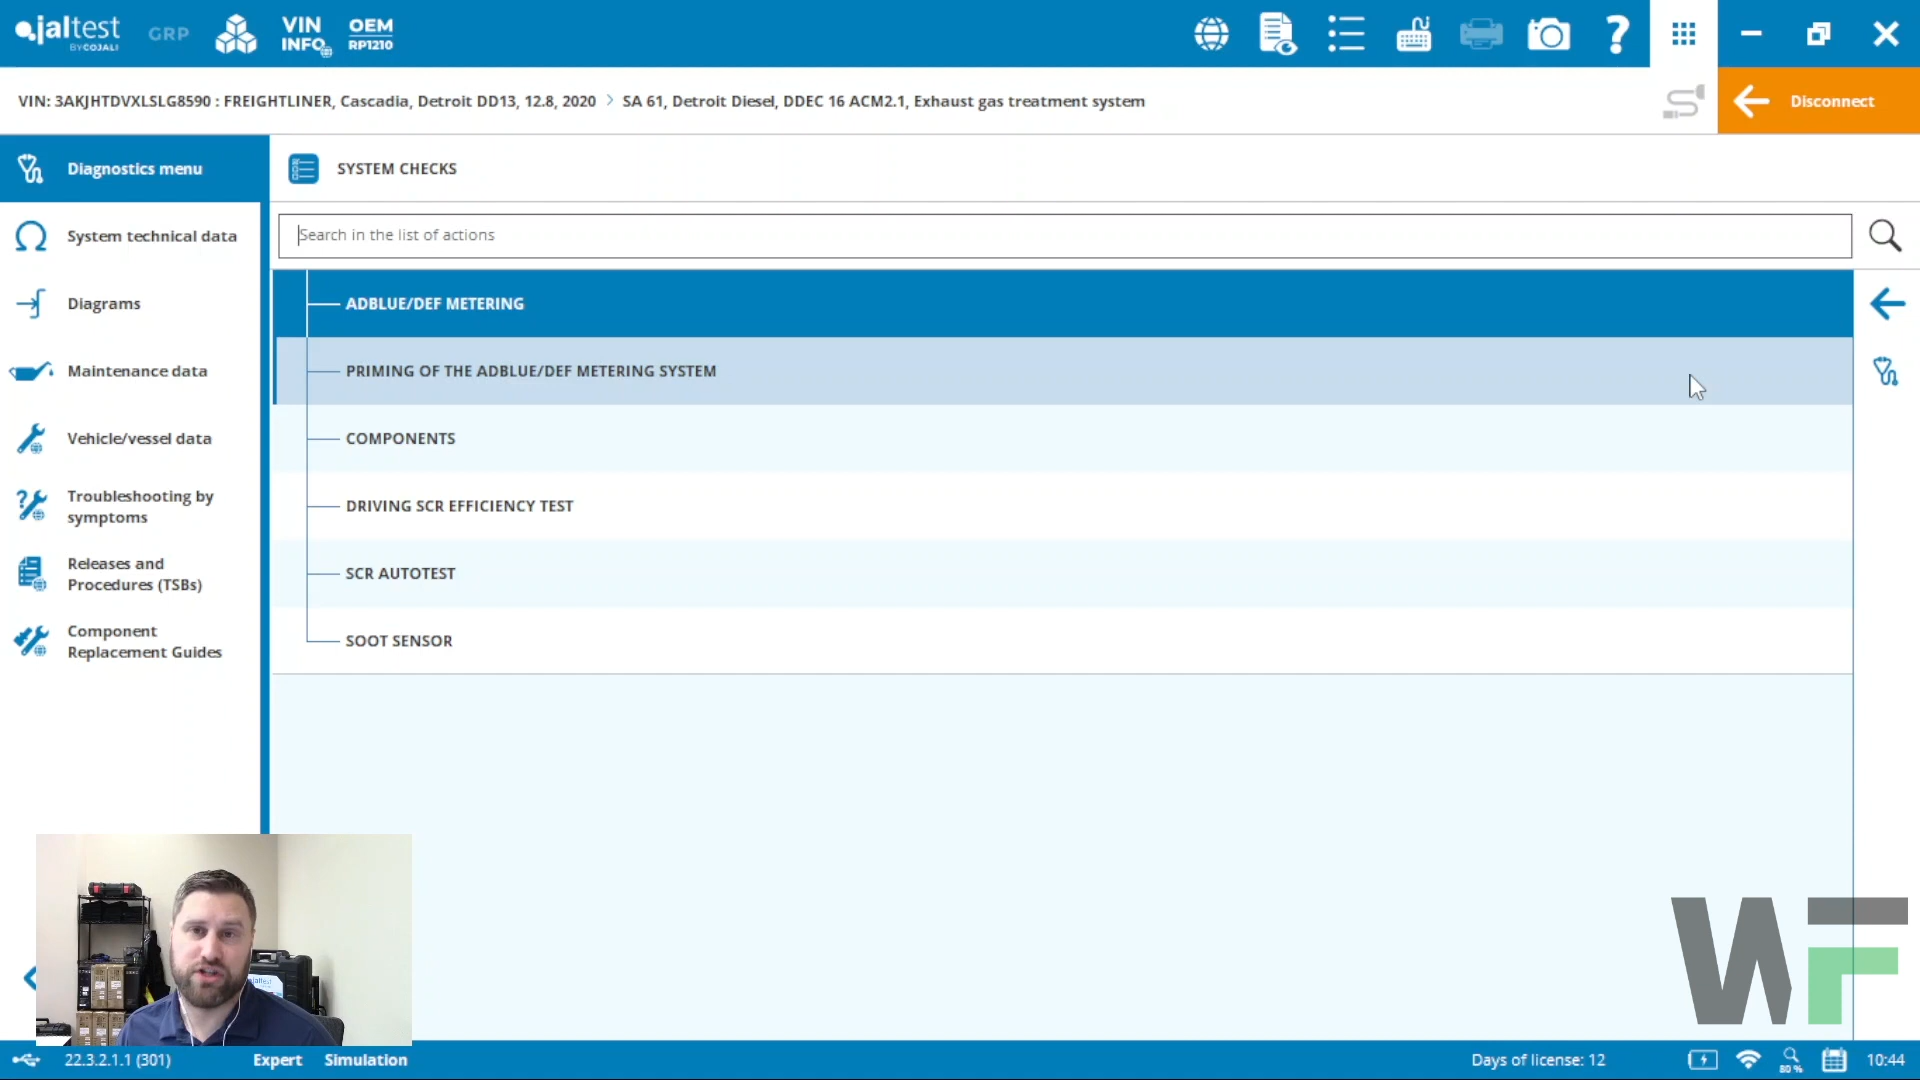 jaltest
BY COJALI
GRP
VIN
INFO
OEM
RP1210
?
VIN: 3AKJHTDVXLSLG8590 : FREIGHTLINER, Cascadia, Detroit DD13, 12.8, 2020 > SA 61, Detroit Diesel, DDEC 16 ACM2.1, Exhaust gas treatment system
Disconnect
Diagnostics menu
System technical data
Diagrams
Maintenance data
Vehicle/vessel data
Troubleshooting by
symptoms
Releases and
Procedures (TSBs)
Component
Replacement Guides
SYSTEM CHECKS
Search in the list of actions
ADBLUE/DEF METERING
PRIMING OF THE ADBLUE/DEF METERING SYSTEM
COMPONENTS
DRIVING SCR EFFICIENCY TEST
SCR AUTOTEST
SOOT SENSOR
jaltest
WF
22.3.2.1.1 (301)
Expert
Simulation
Days of license: 12
80 %
10:44